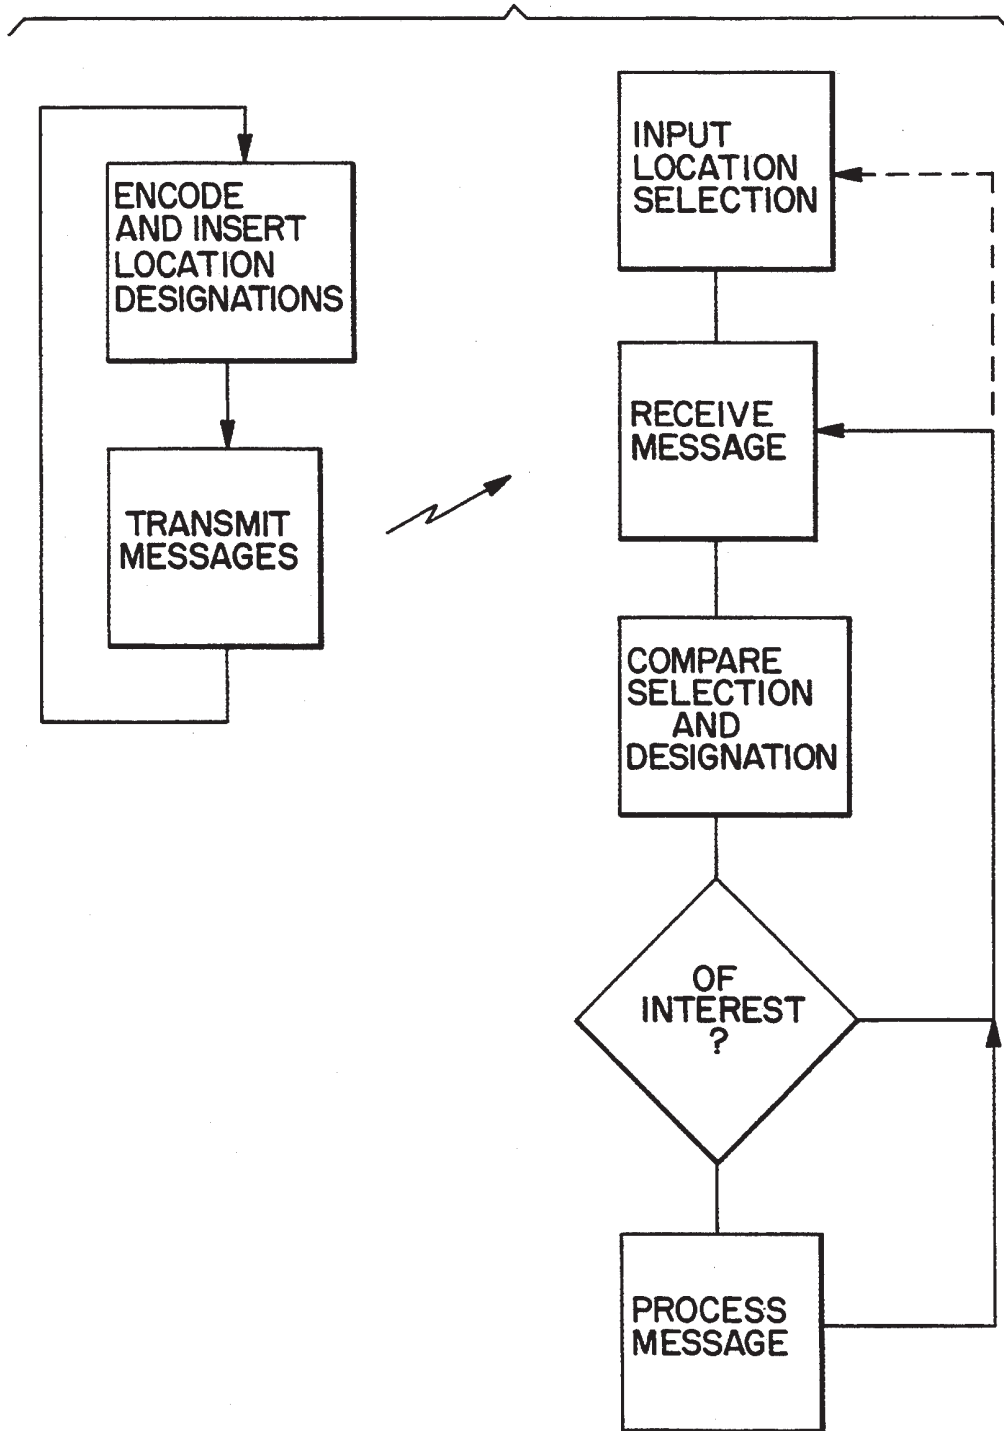 ENCODE
AND INSERT
LOCATION
DESIGNATIONS
TRANSMIT
MESSAGES
INPUT
LOCATION
SELECTION
RECEIVE
MESSAGE
COMPARE
SELECTION
AND
DESIGNATION
OF
INTEREST
?
PROCESS
MESSAGE